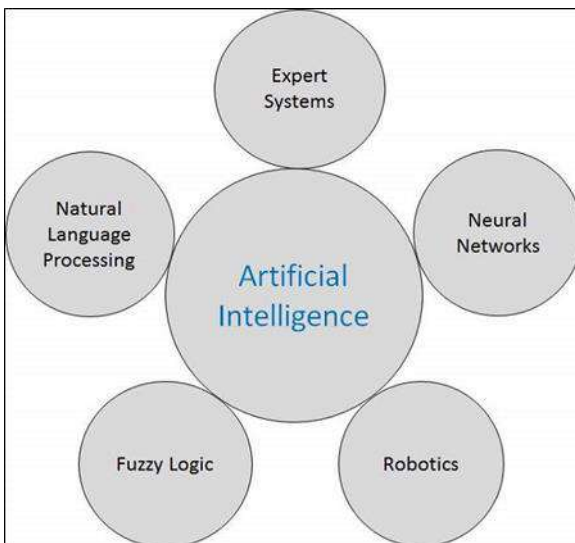 Expert
Systems
Natural
Language
Processing
Neural
Networks
Artificial
Intelligence
Fuzzy Logic
Robotics